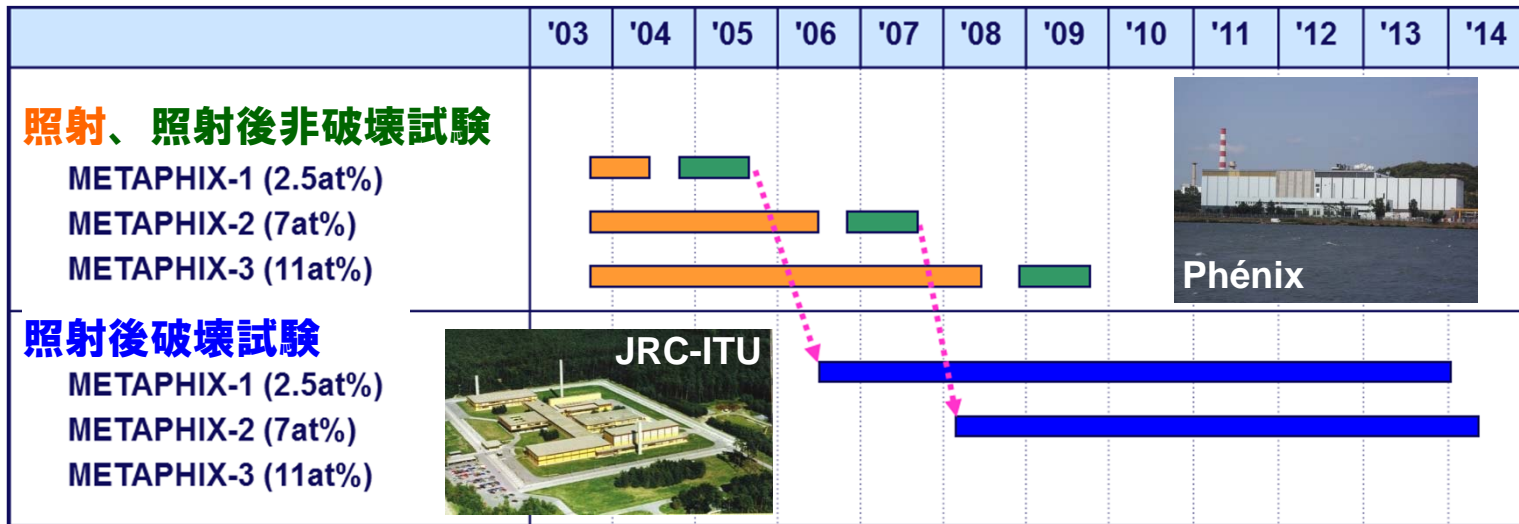 '03 '04 '05 '06 '07 '08 '09 '10 '11 '12 '13 '14
照射、照射後非破壊試験
METAPHIX-1 (2.5at%)
METAPHIX-2 (7at%)
METAPHIX-3 (11at%)
Phénix
照射後破壊試験
JRC-ITU
METAPHIX-1 (2.5at%)
METAPHIX-2 (7at%)
METAPHIX-3 (11at%)